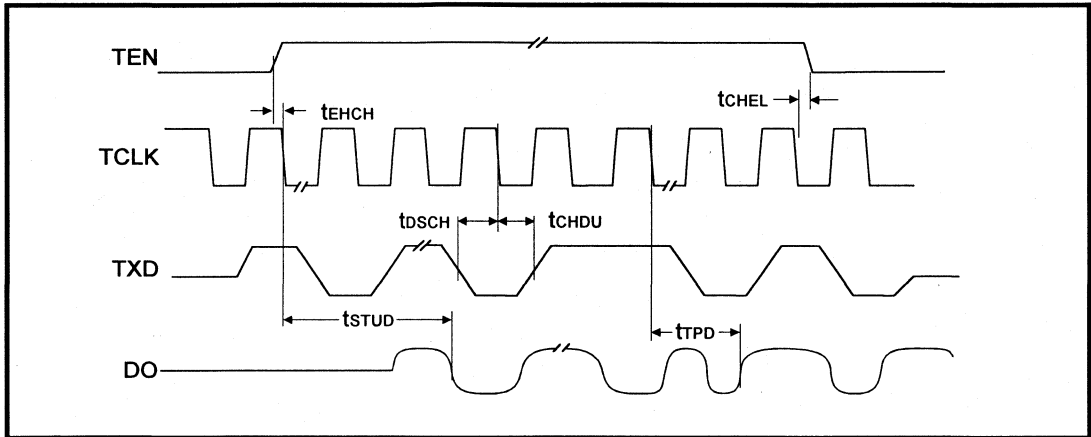 TEN
tEHCH
tCHEL
TCLK
tDSCH
tCHDU
TXD
tSTUD
tTPD
DO